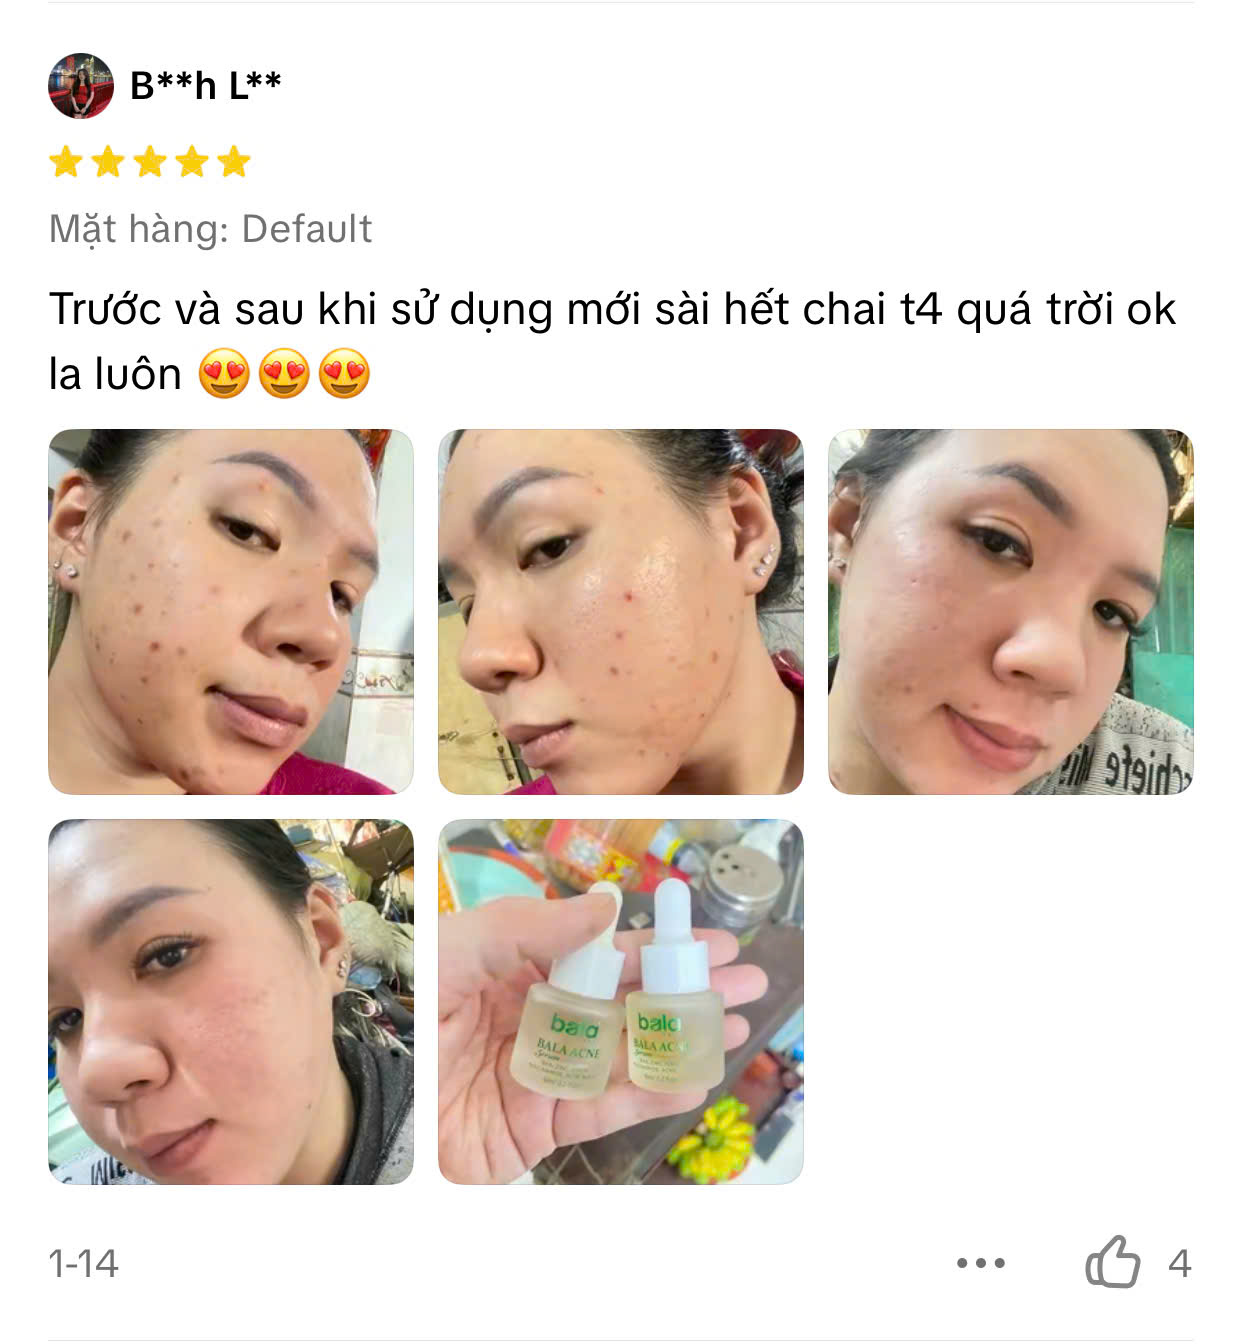 B**h L**
Mặt hàng: Default
Trước và sau khi sử dụng mới sài hết chai t4 quá trời ok
la luôn 😍😍😍
bala
BALA ACNE
Serum
bala
BALA ACNE
Serum
1-14
4